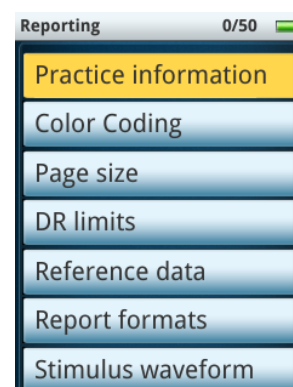 Reporting 0/50
Practice information
Color Coding
Page size
DR limits
Reference data
Report formats
Stimulus waveform